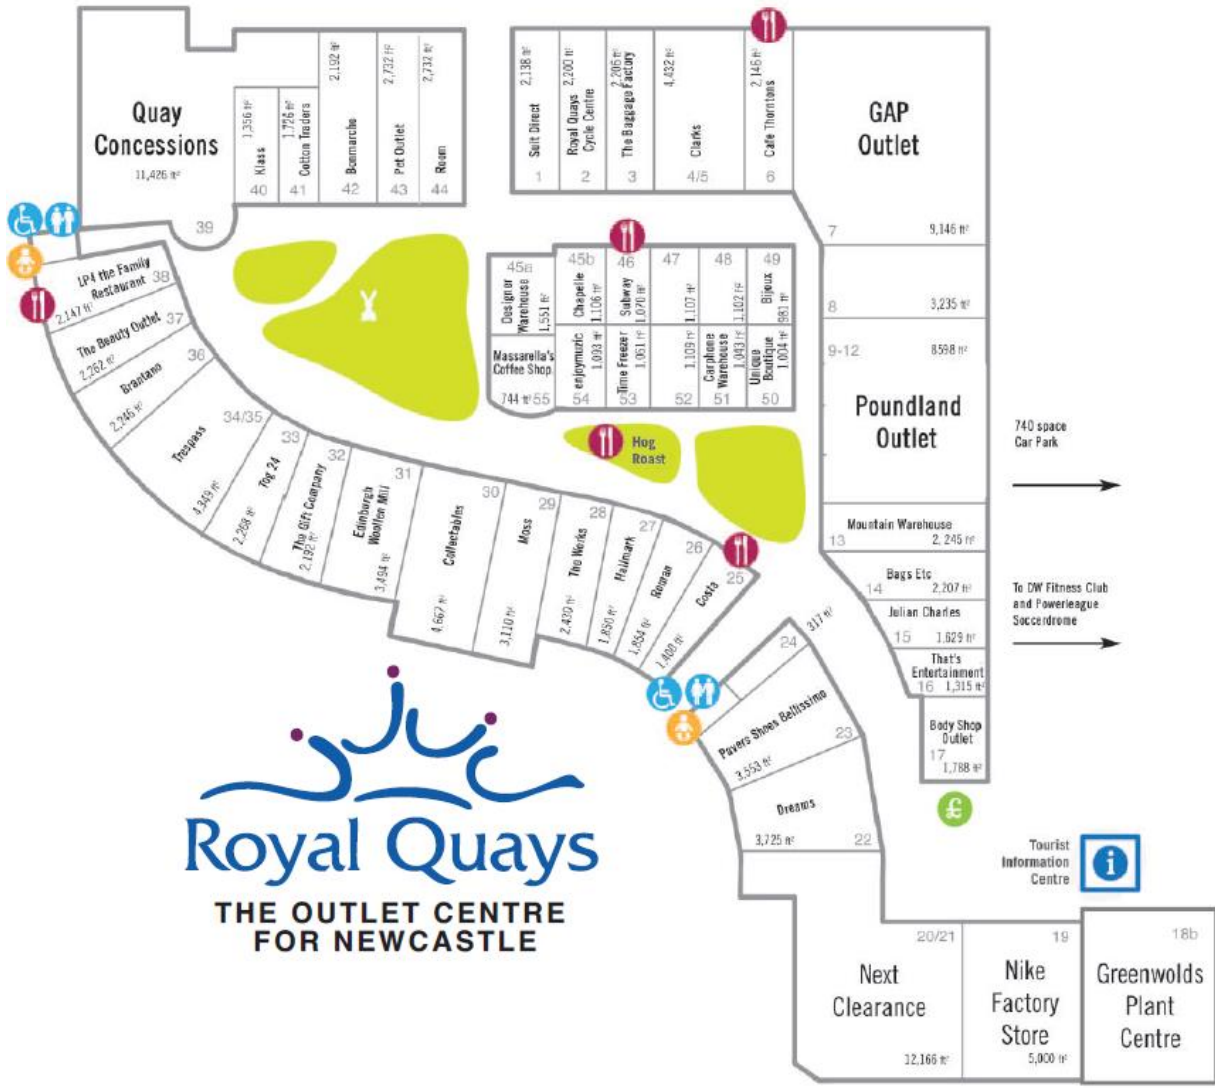 Quay
Concessions
11,426 ft²
39
1,356 ft²
Klass
40
1,726 ft²
Cotton Traders
41
2,192 ft²
Bonmarche
42
2,732 ft²
Pet Outlet
43
2,732 ft²
Room
44
2,138 ft²
Suit Direct
1
2,200 ft²
Royal Quays
Cycle Centre
2
2,206 ft²
The Baggage Factory
3
4,432 ft²
Clarks
4/5
2,146 ft²
Cafe Thorntons
6
GAP
Outlet
7
9,146 ft²
8
3,235 ft²
9-12
8598 ft²
Poundland
Outlet
Mountain Warehouse
13
2, 245 ft²
Bags Etc
14
2,207 ft²
Julian Charles
15
1,629 ft²
That's
Entertainment
16
1,315 ft²
Body Shop
Outlet
17
1,788 ft²
£
740 space
Car Park
To DW Fitness Club
and Powerleague
Soccerdrome
45a
Designer
Warehouse
1,551 ft²
45b
Chapelle
1,106 ft²
46
Subway
1,070 ft²
47
1,107 ft²
48
1,102 ft²
49
Bijoux
981 ft²
Massarella's
Coffee Shop
744 ft²
55
enjoymuzic
1,093 ft²
54
Time Freezer
1,061 ft²
53
1,109 ft²
52
Carphone
Warehouse
1,043 ft²
51
Unique
Boutique
1,004 ft²
50
Hog
Roast
1P4 the Family
Restaurant
38
2,147 ft²
The Beauty Outlet
37
2,262 ft²
Brantano
36
2,246 ft²
Trespass
34/35
4,349 ft²
Tog 24
33
2,268 ft²
The Gift Company
32
2,192 ft²
Edinburgh
Woollen Mill
31
3,494 ft²
Collectables
30
4,667 ft²
Moss
29
3,110 ft²
The Works
28
2,430 ft²
Hallmark
27
1,850 ft²
Roman
26
1,854 ft²
Costa
25
1,408 ft²
24
317 ft²
Pavers Shoes Bellissimo
23
3,553 ft²
Dreams
22
3,725 ft²
Tourist
Information
Centre
i
20/21
Next
Clearance
12,166 ft²
19
Nike
Factory
Store
5,000 ft²
18b
Greenwolds
Plant
Centre
Royal Quays
THE OUTLET CENTRE
FOR NEWCASTLE